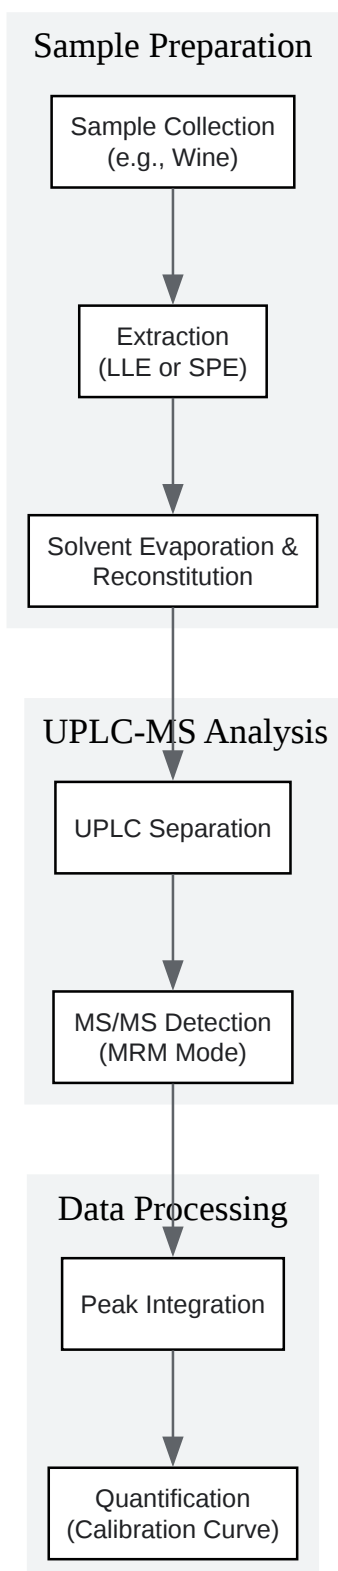 Sample Preparation
Sample Collection
(e.g., Wine)
Extraction
(LLE or SPE)
Solvent Evaporation &
Reconstitution
UPLC-MS Analysis
UPLC Separation
MS/MS Detection
(MRM Mode)
Data Processing
Peak Integration
Quantification
(Calibration Curve)